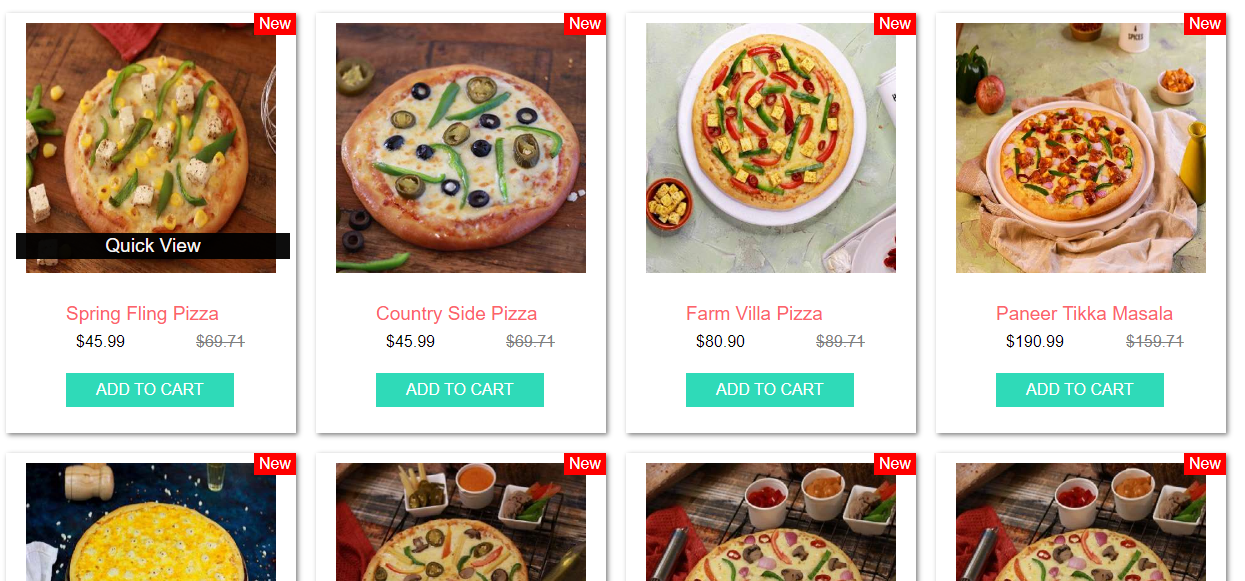 New
New
New
New
SPICES
Quick View
Spring Fling Pizza
Country Side Pizza
Farm Villa Pizza
Paneer Tikka Masala
$45.99 $69.71
$45.99 $69.71
$80.90 $89.71
$190.99 $159.71
ADD TO CART
ADD TO CART
ADD TO CART
ADD TO CART
New
New
New
New